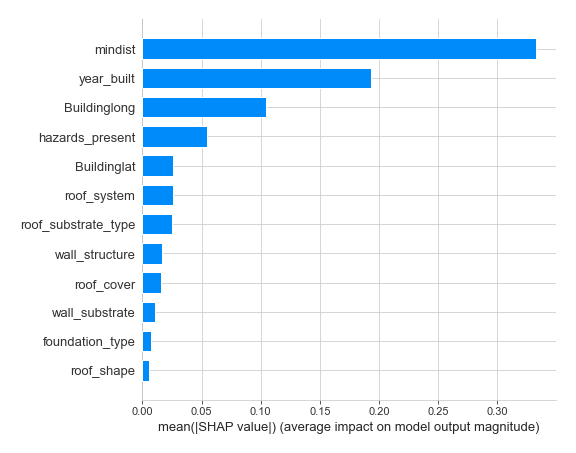 mindist
year_built
Buildinglong
hazards_present
Buildinglat
roof_system
roof_substrate_type
wall_structure
roof_cover
wall_substrate
foundation_type
roof_shape
0.00 0.05 0.10 0.15 0.20 0.25 0.30
mean(|SHAP value|) (average impact on model output magnitude)